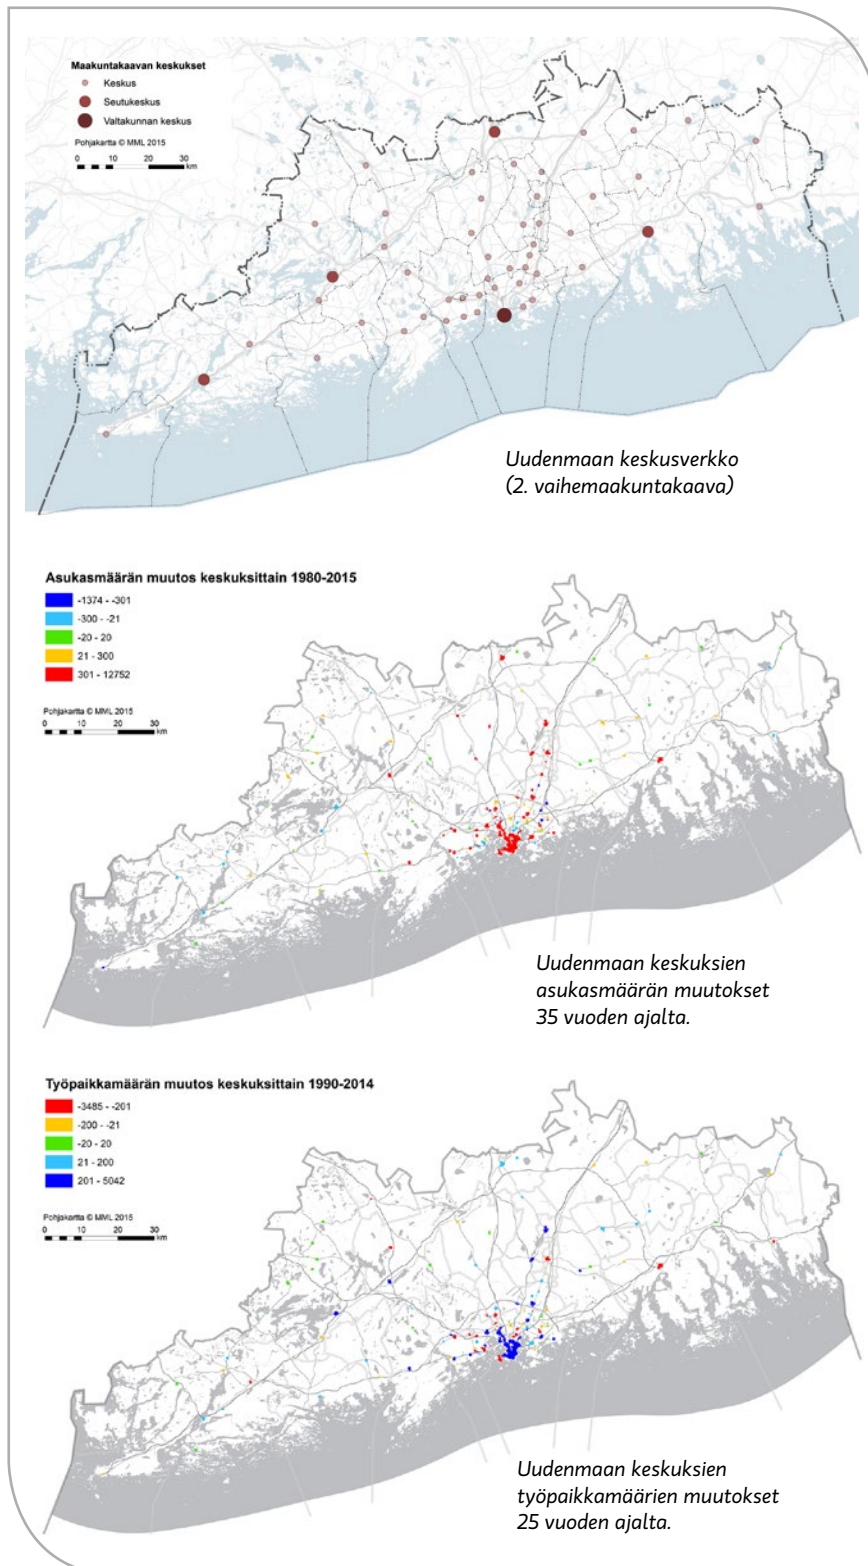 Maakuntakaavan keskukset
Keskus
Seutukeskus
Valtakunnan keskus
Pohjakartta © MML 2015
0 10 20 30
km
1
Uudenmaan keskusverkko
(2. vaihemaakuntakaava)
Asukasmäärän muutos keskuksittain 1980-2015
-1374 - -301
-300 - -21
-20 - 20
21 - 300
301 - 12752
Pohjakartta © MML 2015
0 10 20 30
km
Uudenmaan keskuksien
asukasmäärän muutokset
35 vuoden ajalta.
Työpaikkamäärän muutos keskuksittain 1990-2014
-3485 - -201
-200 - -21
-20 - 20
21 - 200
201 - 5042
Pohjakartta © MML 2015
0 10 20 30
km
Uudenmaan keskuksien
työpaikkamäärien muutokset
25 vuoden ajalta.